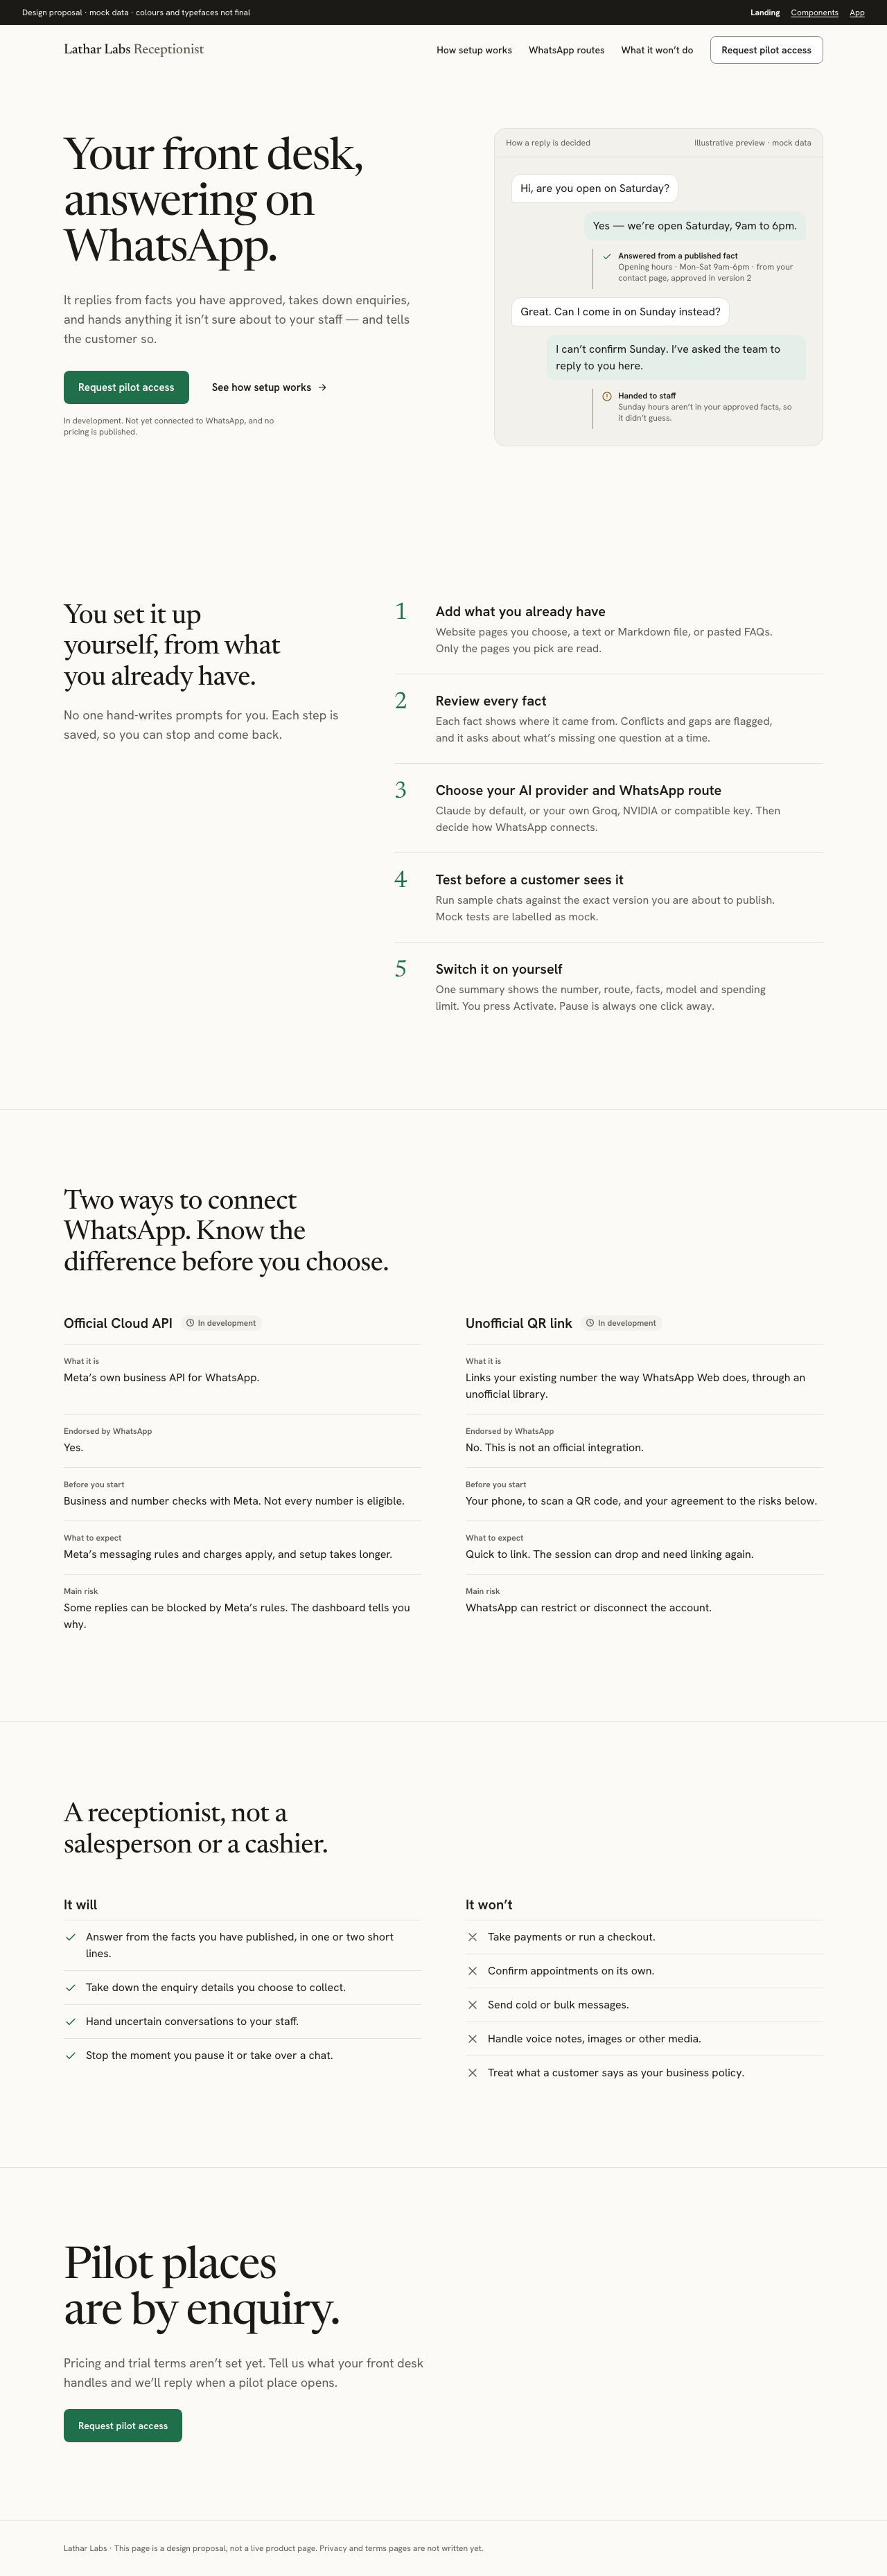 Design proposal · mock data · colours and typefaces not final
Landing Components App
Lathar Labs Receptionist
How setup works WhatsApp routes What it won’t do Request pilot access
Your front desk,
answering on
WhatsApp.
It replies from facts you have approved, takes down enquiries,
and hands anything it isn’t sure about to your staff — and tells
the customer so.
Request pilot access See how setup works →
In development. Not yet connected to WhatsApp, and no
pricing is published.
How a reply is decided Illustrative preview · mock data
Hi, are you open on Saturday?
Yes — we’re open Saturday, 9am to 6pm.
Answered from a published fact
Opening hours · Mon–Sat 9am–6pm · from your
contact page, approved in version 2
Great. Can I come in on Sunday instead?
I can’t confirm Sunday. I’ve asked the team to
reply to you here.
Handed to staff
Sunday hours aren’t in your approved facts, so
it didn’t guess.
You set it up
yourself, from what
you already have.
No one hand-writes prompts for you. Each step is
saved, so you can stop and come back.
1 Add what you already have
Website pages you choose, a text or Markdown file, or pasted FAQs.
Only the pages you pick are read.
2 Review every fact
Each fact shows where it came from. Conflicts and gaps are flagged,
and it asks about what’s missing one question at a time.
3 Choose your AI provider and WhatsApp route
Claude by default, or your own Groq, NVIDIA or compatible key. Then
decide how WhatsApp connects.
4 Test before a customer sees it
Run sample chats against the exact version you are about to publish.
Mock tests are labelled as mock.
5 Switch it on yourself
One summary shows the number, route, facts, model and spending
limit. You press Activate. Pause is always one click away.
Two ways to connect
WhatsApp. Know the
difference before you choose.
Official Cloud API In development
What it is
Meta’s own business API for WhatsApp.
Endorsed by WhatsApp
Yes.
Before you start
Business and number checks with Meta. Not every number is eligible.
What to expect
Meta’s messaging rules and charges apply, and setup takes longer.
Main risk
Some replies can be blocked by Meta’s rules. The dashboard tells you
why.
Unofficial QR link In development
What it is
Links your existing number the way WhatsApp Web does, through an
unofficial library.
Endorsed by WhatsApp
No. This is not an official integration.
Before you start
Your phone, to scan a QR code, and your agreement to the risks below.
What to expect
Quick to link. The session can drop and need linking again.
Main risk
WhatsApp can restrict or disconnect the account.
A receptionist, not a
salesperson or a cashier.
It will
Answer from the facts you have published, in one or two short
lines.
Take down the enquiry details you choose to collect.
Hand uncertain conversations to your staff.
Stop the moment you pause it or take over a chat.
It won’t
Take payments or run a checkout.
Confirm appointments on its own.
Send cold or bulk messages.
Handle voice notes, images or other media.
Treat what a customer says as your business policy.
Pilot places
are by enquiry.
Pricing and trial terms aren’t set yet. Tell us what your front desk
handles and we’ll reply when a pilot place opens.
Request pilot access
Lathar Labs · This page is a design proposal, not a live product page. Privacy and terms pages are not written yet.